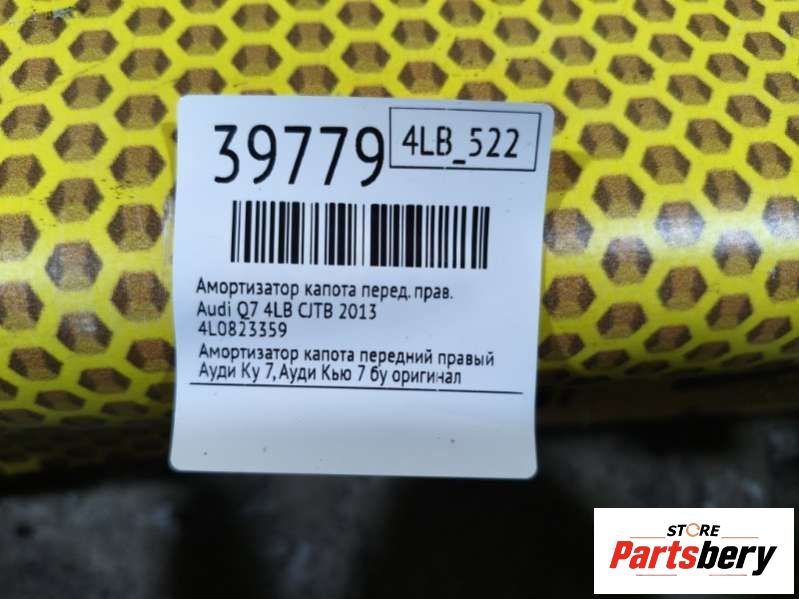 39779
4LB_522
Амортизатор капота перед. прав.
Audi Q7 4LB CJTB 2013
4L0823359
Амортизатор капота передний правый
Ауди Ку 7, Ауди Кью 7 бу оригинал
STORE
Partsbery